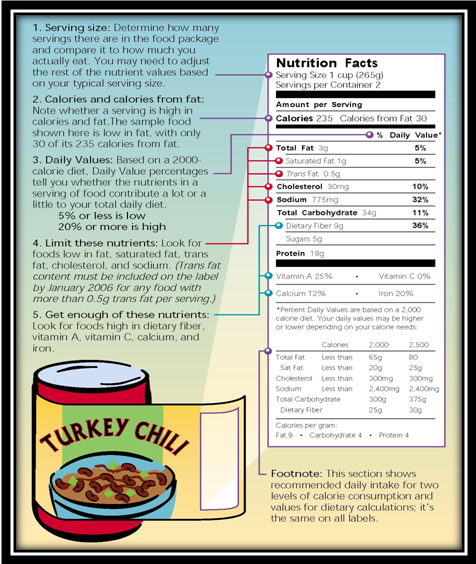 1. Serving size: Determine how many
servings there are in the food package
and compare it to how much you
actually eat. You may need to adjust
the rest of the nutrient values based
on your typical serving size.
2. Calories and calories from fat:
Note whether a serving is high in
calories and fat.The sample food
shown here is low in fat, with only
30 of its 235 calories from fat.
3. Daily Values: Based on a 2000-
calorie diet, Daily Value percentages
tell you whether the nutrients in a
serving of food contribute a lot or a
little to your total daily diet.
5% or less is low
20% or more is high
4. Limit these nutrients: Look for
foods low in fat, saturated fat, trans
fat, cholesterol, and sodium. (Trans fat
content must be included on the label
by January 2006 for any food with
more than 0.5g trans fat per serving.)
5. Get enough of these nutrients:
Look for foods high in dietary fiber,
vitamin A, vitamin C, calcium, and
iron.
TURKEY CHILI
Nutrition Facts
Serving Size 1 cup (265g)
Servings per Container 2
Amount per Serving
Calories 235 Calories from Fat 30
% Daily Value*
Total Fat 3g 5%
Saturated Fat 1g 5%
Trans Fat 0.5g
Cholesterol 30mg 10%
Sodium 775mg 32%
Total Carbohydrate 34g 11%
Dietary Fiber 9g 36%
Sugars 5g
Protein 18g
Vitamin A 25% • Vitamin C 0%
Calcium 12% • Iron 20%
*Percent Daily Values are based on a 2,000
calorie diet. Your daily values may be higher
or lower depending on your calorie needs:
Calories 2,000 2,500
Total Fat Less than 65g 80
Sat Fat Less than 20g 25g
Cholesterol Less than 300mg 300mg
Sodium Less than 2,400mg 2,400mg
Total Carbohydrate 300g 375g
Dietary Fiber 25g 30g
Calories per gram:
Fat 9 • Carbohydrate 4 • Protein 4
Footnote: This section shows
recommended daily intake for two
levels of calorie consumption and
values for dietary calculations; it's
the same on all labels.